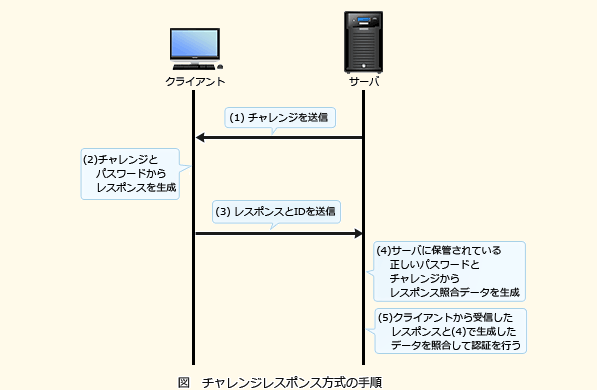 クライアント
サーバ
(1) チャレンジを送信
(2)チャレンジと
パスワードから
レスポンスを生成
(3) レスポンスとIDを送信
(4)サーバに保管されている
正しいパスワードと
チャレンジから
レスポンス照合データを生成
(5)クライアントから受信した
レスポンスと(4)で生成した
データを照合して認証を行う
図 チャレンジレスポンス方式の手順